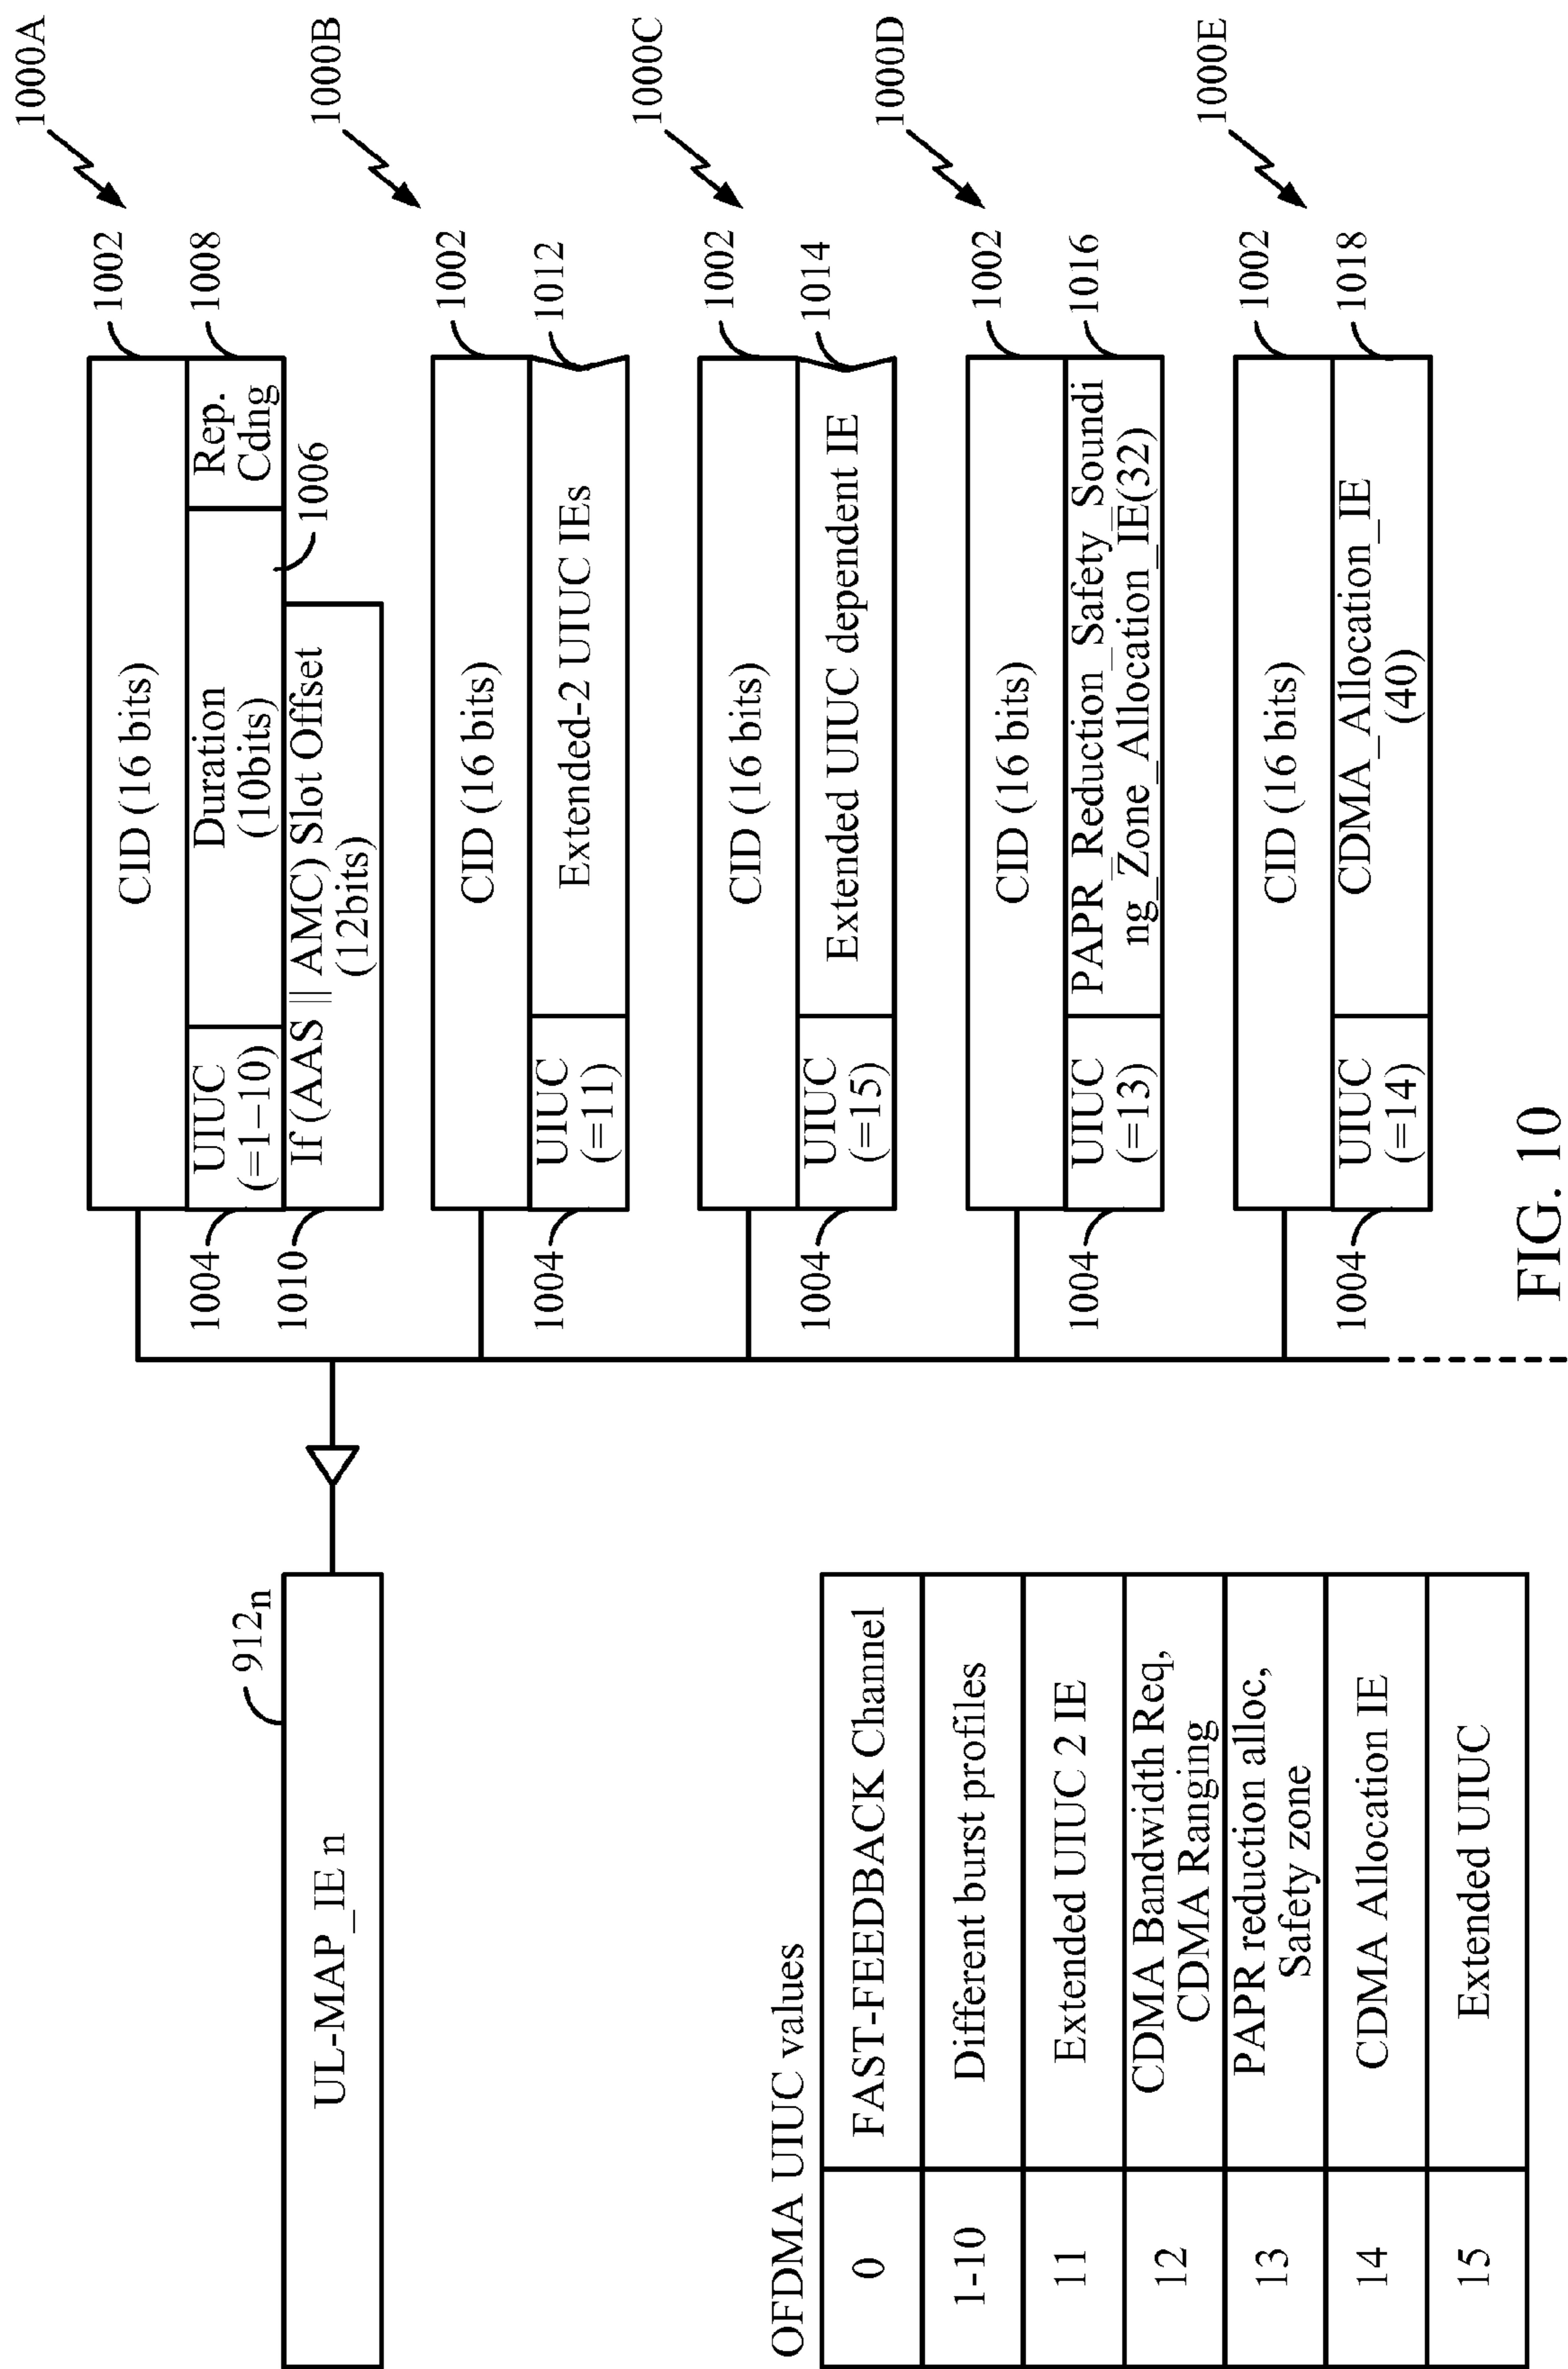 912n
UL-MAP_IE n
OFDMA UIUC values
0
FAST-FEEDBACK Channel
1-10
Different burst profiles
11
Extended UIUC 2 IE
12
CDMA Bandwidth Req,
CDMA Ranging
13
PAPR reduction alloc,
Safety zone
14
CDMA Allocation IE
15
Extended UIUC
1000A
1002
CID (16 bits)
1004
UIUC
(=1–10)
Duration
(10bits)
Rep.
Cdng
1008
1006
1010
If (AAS || AMC) Slot Offset
(12bits)
1000B
1002
CID (16 bits)
1004
UIUC
(=11)
Extended-2 UIUC IEs
1012
1000C
1002
CID (16 bits)
1004
UIUC
(=15)
Extended UIUC dependent IE
1014
1000D
1002
CID (16 bits)
1004
UIUC
(=13)
PAPR_Reduction_Safety_Soundi
ng_Zone_Allocation_IE(32)
1016
1000E
1002
CID (16 bits)
1004
UIUC
(=14)
CDMA_Allocation_IE
(40)
1018
FIG. 10